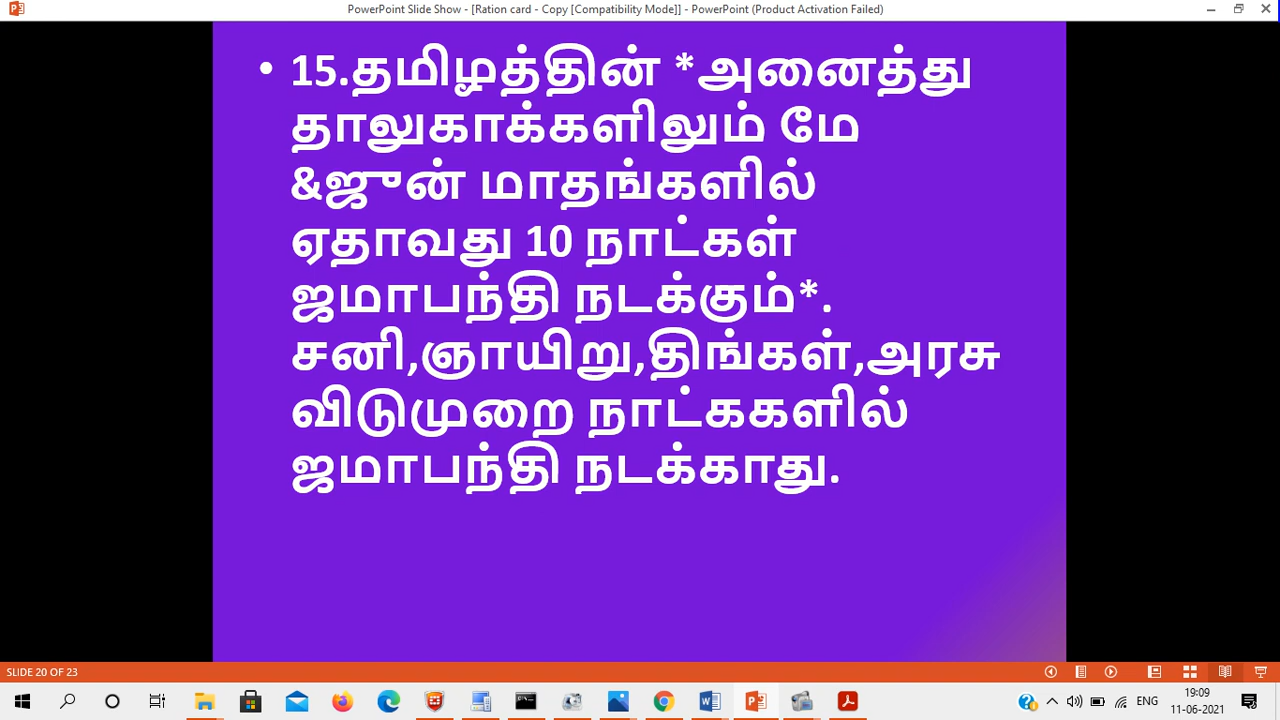 PowerPoint Slide Show - [Ration card - Copy [Compatibility Mode]] - PowerPoint (Product Activation Failed)
• 15.தமிழத்தின் *அனைத்து
தாலுகாக்களிலும் மே
&ஜுன் மாதங்களில்
ஏதாவது 10 நாட்கள்
ஜமாபந்தி நடக்கும்*.
சனி,ஞாயிறு,திங்கள்,அரசு
விடுமுறை நாட்ககளில்
ஜமாபந்தி நடக்காது.
SLIDE 20 OF 23
ENG
19:09
11-06-2021